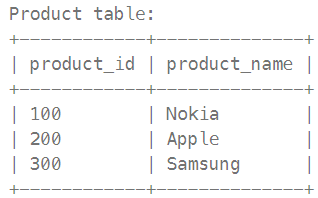 Product table:
+------------+--------------+
| product_id | product_name |
+------------+--------------+
| 100        | Nokia        |
| 200        | Apple        |
| 300        | Samsung      |
+------------+--------------+